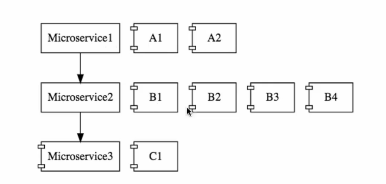 Microservice1 A1 A2
Microservice2 B1 B2 B3 B4
Microservice3 C1